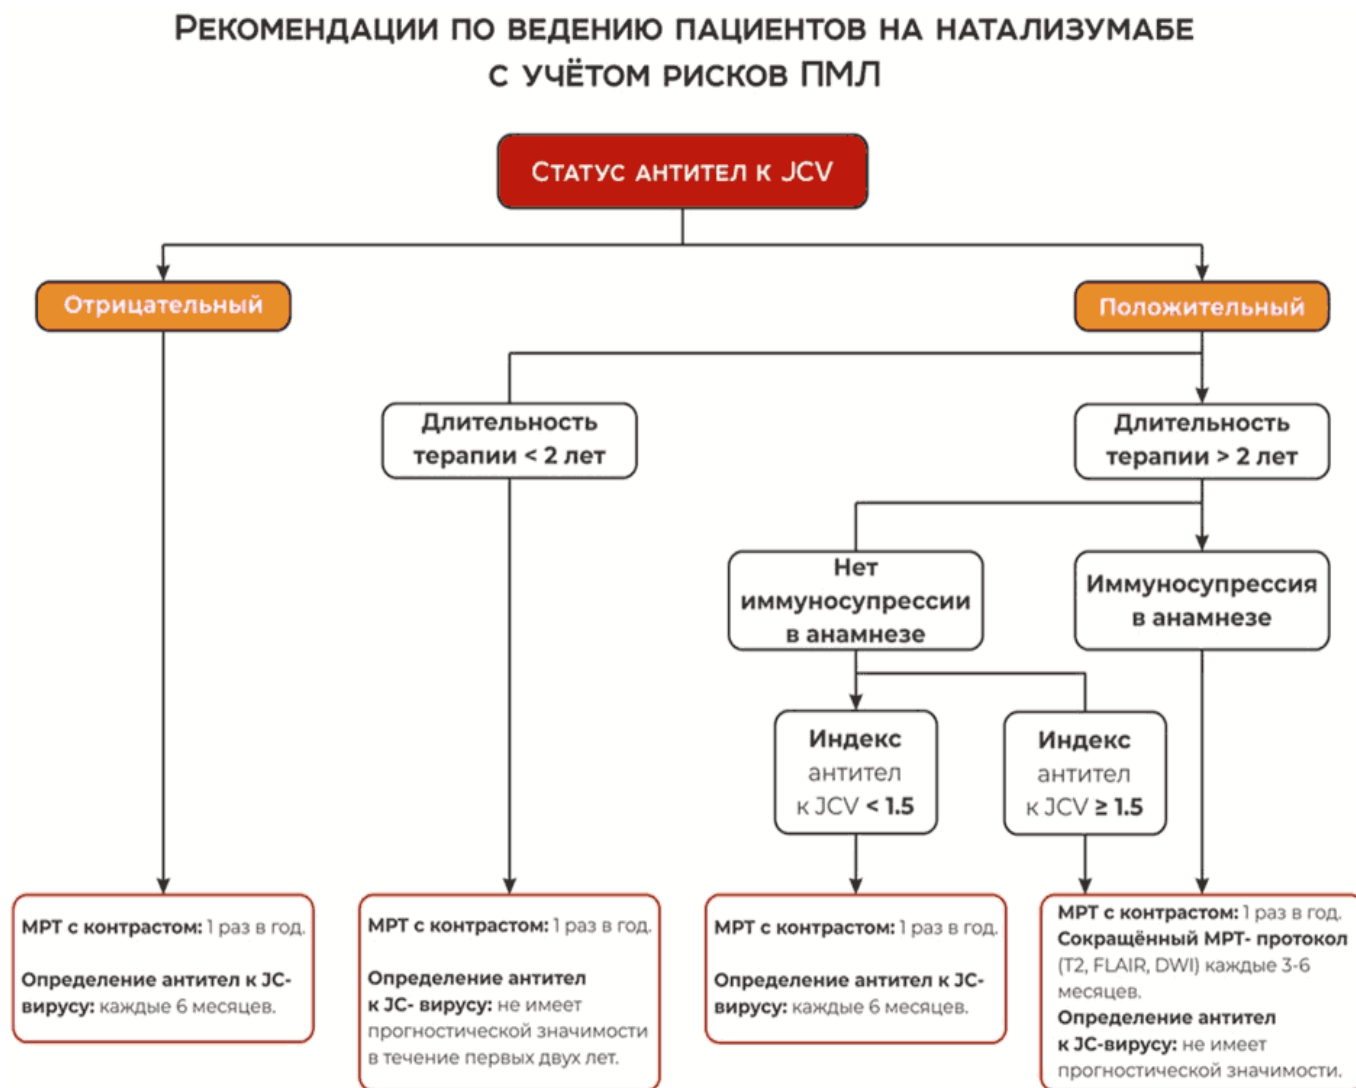 Рекомендации по ведению пациентов на натализумабе
с учётом рисков ПМЛ
Статус антител к JCV
Отрицательный
Положительный
Длительность
терапии < 2 лет
Длительность
терапии > 2 лет
Нет
иммуносупрессии
в анамнезе
Иммуносупрессия
в анамнезе
Индекс
антител
к JCV < 1.5
Индекс
антител
к JCV ≥ 1.5
МРТ с контрастом: 1 раз в год.
Определение антител к JC-
вирусу: каждые 6 месяцев.
МРТ с контрастом: 1 раз в год.
Определение антител
к JC- вирусу: не имеет
прогностической значимости
в течение первых двух лет.
МРТ с контрастом: 1 раз в год.
Определение антител к JC-
вирусу: каждые 6 месяцев.
МРТ с контрастом: 1 раз в год.
Сокращённый МРТ- протокол
(T2, FLAIR, DWI) каждые 3-6
месяцев.
Определение антител
к JC-вирусу: не имеет
прогностической значимости.